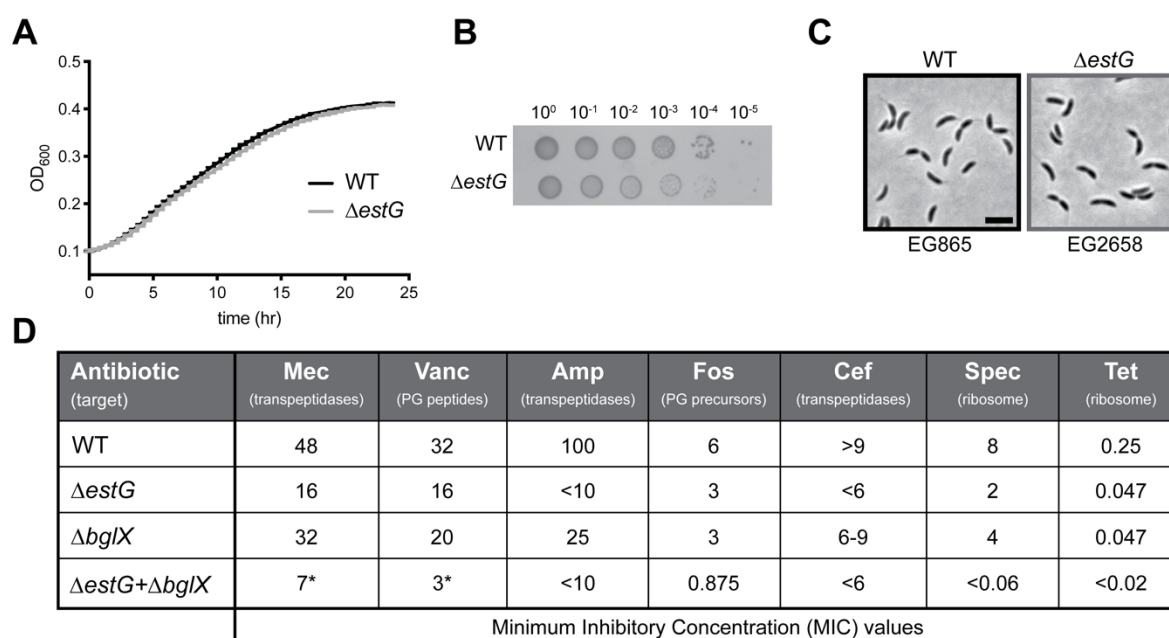 A
0.5
0.4
0.3
0.2
0.1
OD₆₀₀
0 5 10 15 20 25
time (hr)
WT
ΔestG
B
10⁰ 10⁻¹ 10⁻² 10⁻³ 10⁻⁴ 10⁻⁵
WT
ΔestG
C
WT ΔestG
EG865 EG2658
D
Antibiotic Mec Vanc Amp Fos Cef Spec Tet
(target) (transpeptidases) (PG peptides) (transpeptidases) (PG precursors) (transpeptidases) (ribosome) (ribosome)
WT 48 32 100 6 >9 8 0.25
ΔestG 16 16 <10 3 <6 2 0.047
ΔbglX 32 20 25 3 6-9 4 0.047
ΔestG+ΔbglX 7* 3* <10 0.875 <6 <0.06 <0.02
Minimum Inhibitory Concentration (MIC) values